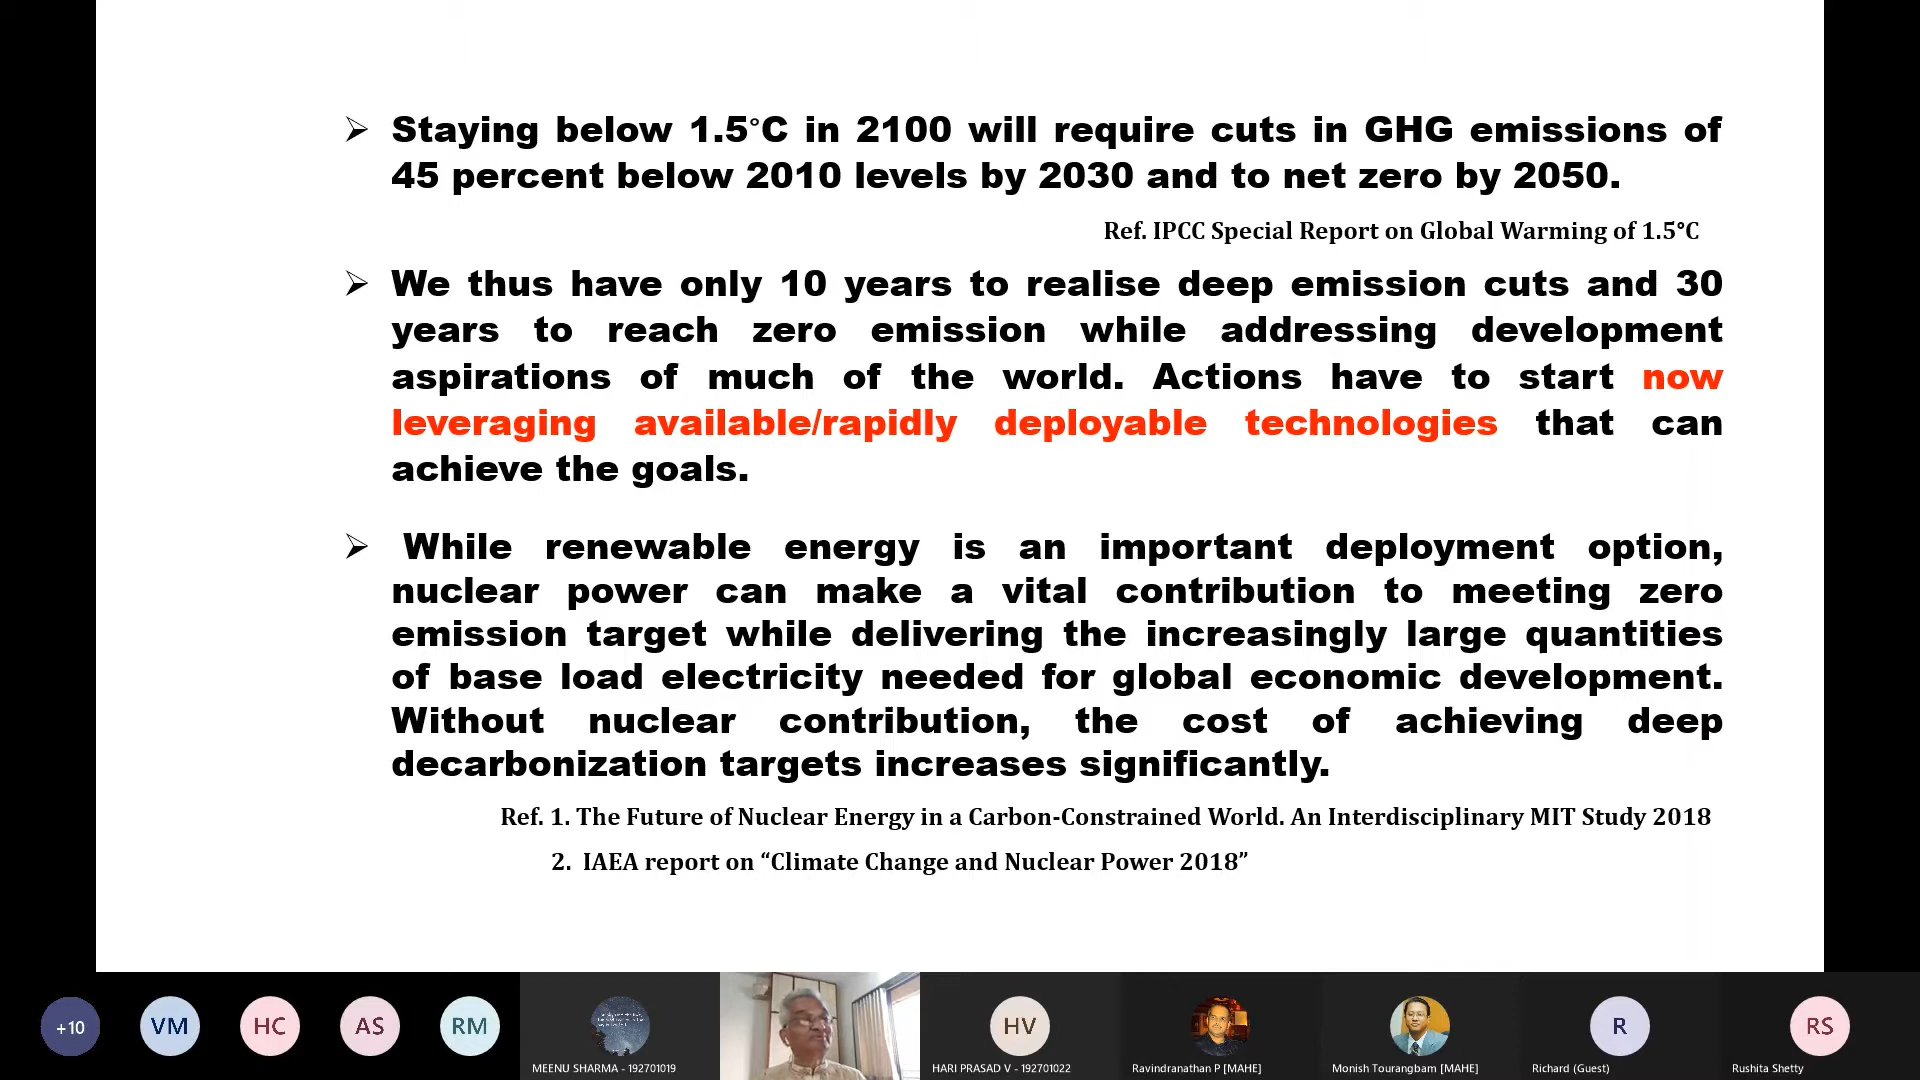 ➢ Staying below 1.5°C in 2100 will require cuts in GHG emissions of
45 percent below 2010 levels by 2030 and to net zero by 2050.
Ref. IPCC Special Report on Global Warming of 1.5°C
➢ We thus have only 10 years to realise deep emission cuts and 30
years to reach zero emission while addressing development
aspirations of much of the world. Actions have to start now
leveraging available/rapidly deployable technologies that can
achieve the goals.
➢ While renewable energy is an important deployment option,
nuclear power can make a vital contribution to meeting zero
emission target while delivering the increasingly large quantities
of base load electricity needed for global economic development.
Without nuclear contribution, the cost of achieving deep
decarbonization targets increases significantly.
Ref. 1. The Future of Nuclear Energy in a Carbon-Constrained World. An Interdisciplinary MIT Study 2018
2. IAEA report on “Climate Change and Nuclear Power 2018”
+10
VM
HC
AS
RM
MEENU SHARMA - 192701019
HV
HARI PRASAD V - 192701022
Ravindranathan P [MAHE]
Monish Tourangbam [MAHE]
R
Richard (Guest)
RS
Rushita Shetty